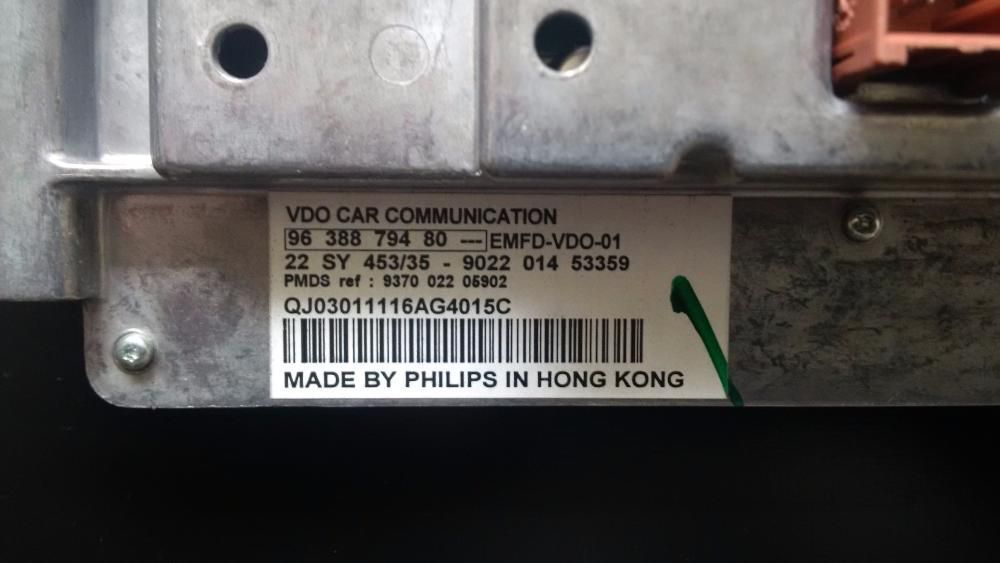 VDO CAR COMMUNICATION
96 388 794 80 --- EMFD-VDO-01
22 SY 453/35 - 9022 014 53359
PMDS ref : 9370 022 05902
QJ03011116AG4015C
MADE BY PHILIPS IN HONG KONG